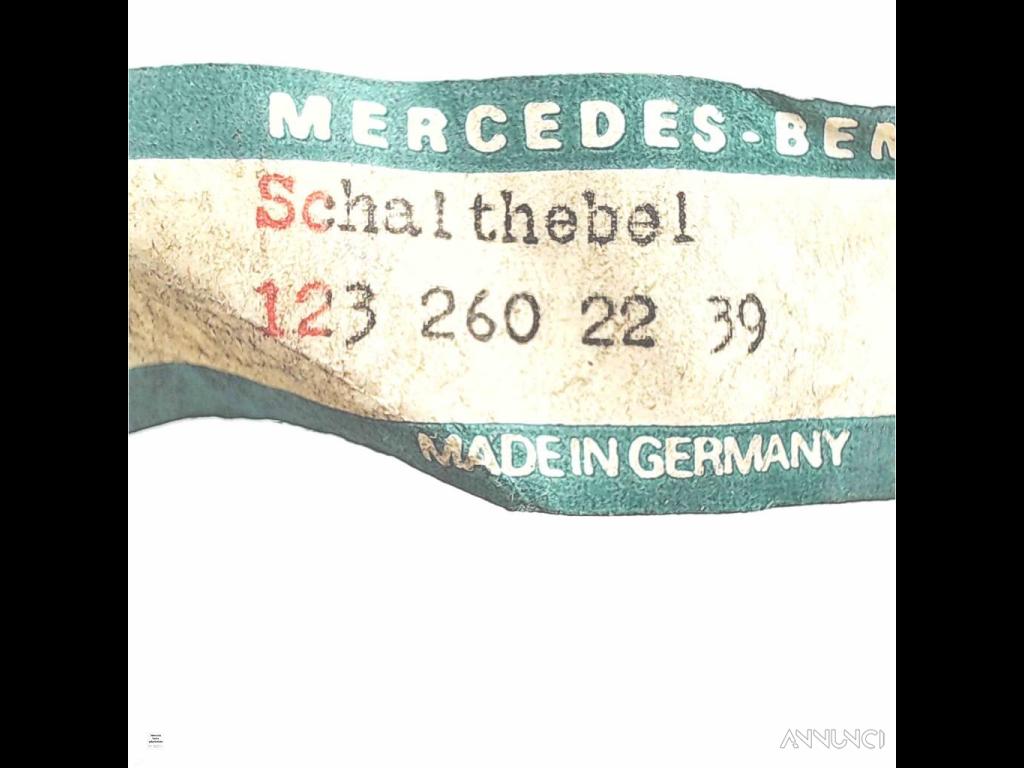 MERCEDES-BEN
Schalthebel
123 260 22 39
MADE IN GERMANY
ANNUNCI